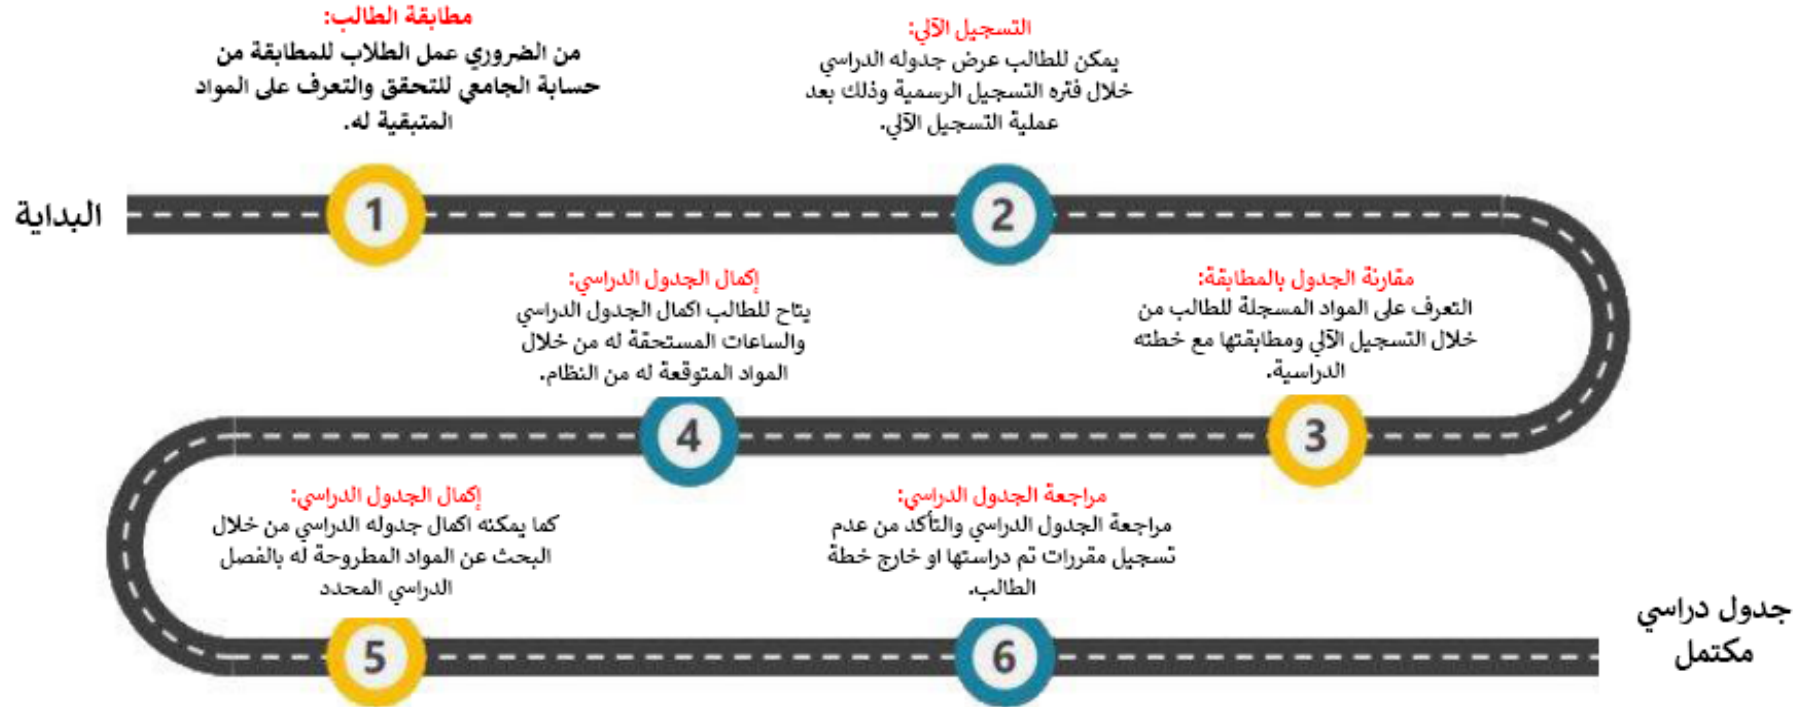 البداية
مطابقة الطالب:
من الضروري عمل الطلاب للمطابقة من
حسابة الجامعي للتحقق والتعرف على المواد
المتبقية له.
1
التسجيل الآلي:
يمكن للطالب عرض جدوله الدراسي
خلال فتره التسجيل الرسمية وذلك بعد
عملية التسجيل الآلي.
2
مقارنة الجدول بالمطابقة:
التعرف على المواد المسجلة للطالب من
خلال التسجيل الآلي ومطابقتها مع خطته
الدراسية.
3
إكمال الجدول الدراسي:
يتاح للطالب اكمال الجدول الدراسي
والساعات المستحقة له من خلال
المواد المتوقعة له من النظام.
4
إكمال الجدول الدراسي:
كما يمكنه اكمال جدوله الدراسي من خلال
البحث عن المواد المطروحة له بالفصل
الدراسي المحدد
5
مراجعة الجدول الدراسي:
مراجعة الجدول الدراسي والتأكد من عدم
تسجيل مقررات تم دراستها او خارج خطة
الطالب.
6
جدول دراسي
مكتمل